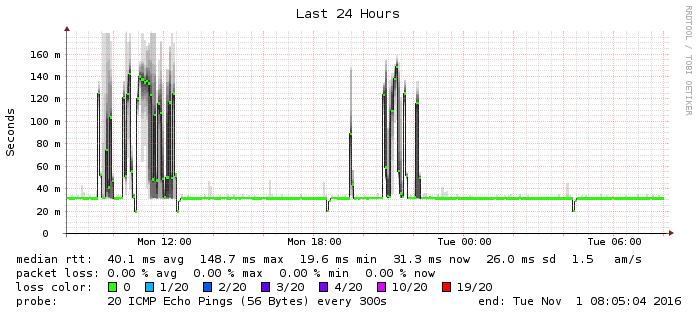 Last 24 Hours
RRDTOOL / TOBI OETIKER
Seconds
160 m
140 m
120 m
100 m
80 m
60 m
40 m
20 m
0
Mon 12:00 Mon 18:00 Tue 00:00 Tue 06:00
median rtt: 40.1 ms avg 148.7 ms max 19.6 ms min 31.3 ms now 26.0 ms sd 1.5 am/s
packet loss: 0.00 % avg 0.00 % max 0.00 % min 0.00 % now
loss color: 0 1/20 2/20 3/20 4/20 10/20 19/20
probe: 20 ICMP Echo Pings (56 Bytes) every 300s end: Tue Nov 1 08:05:04 2016